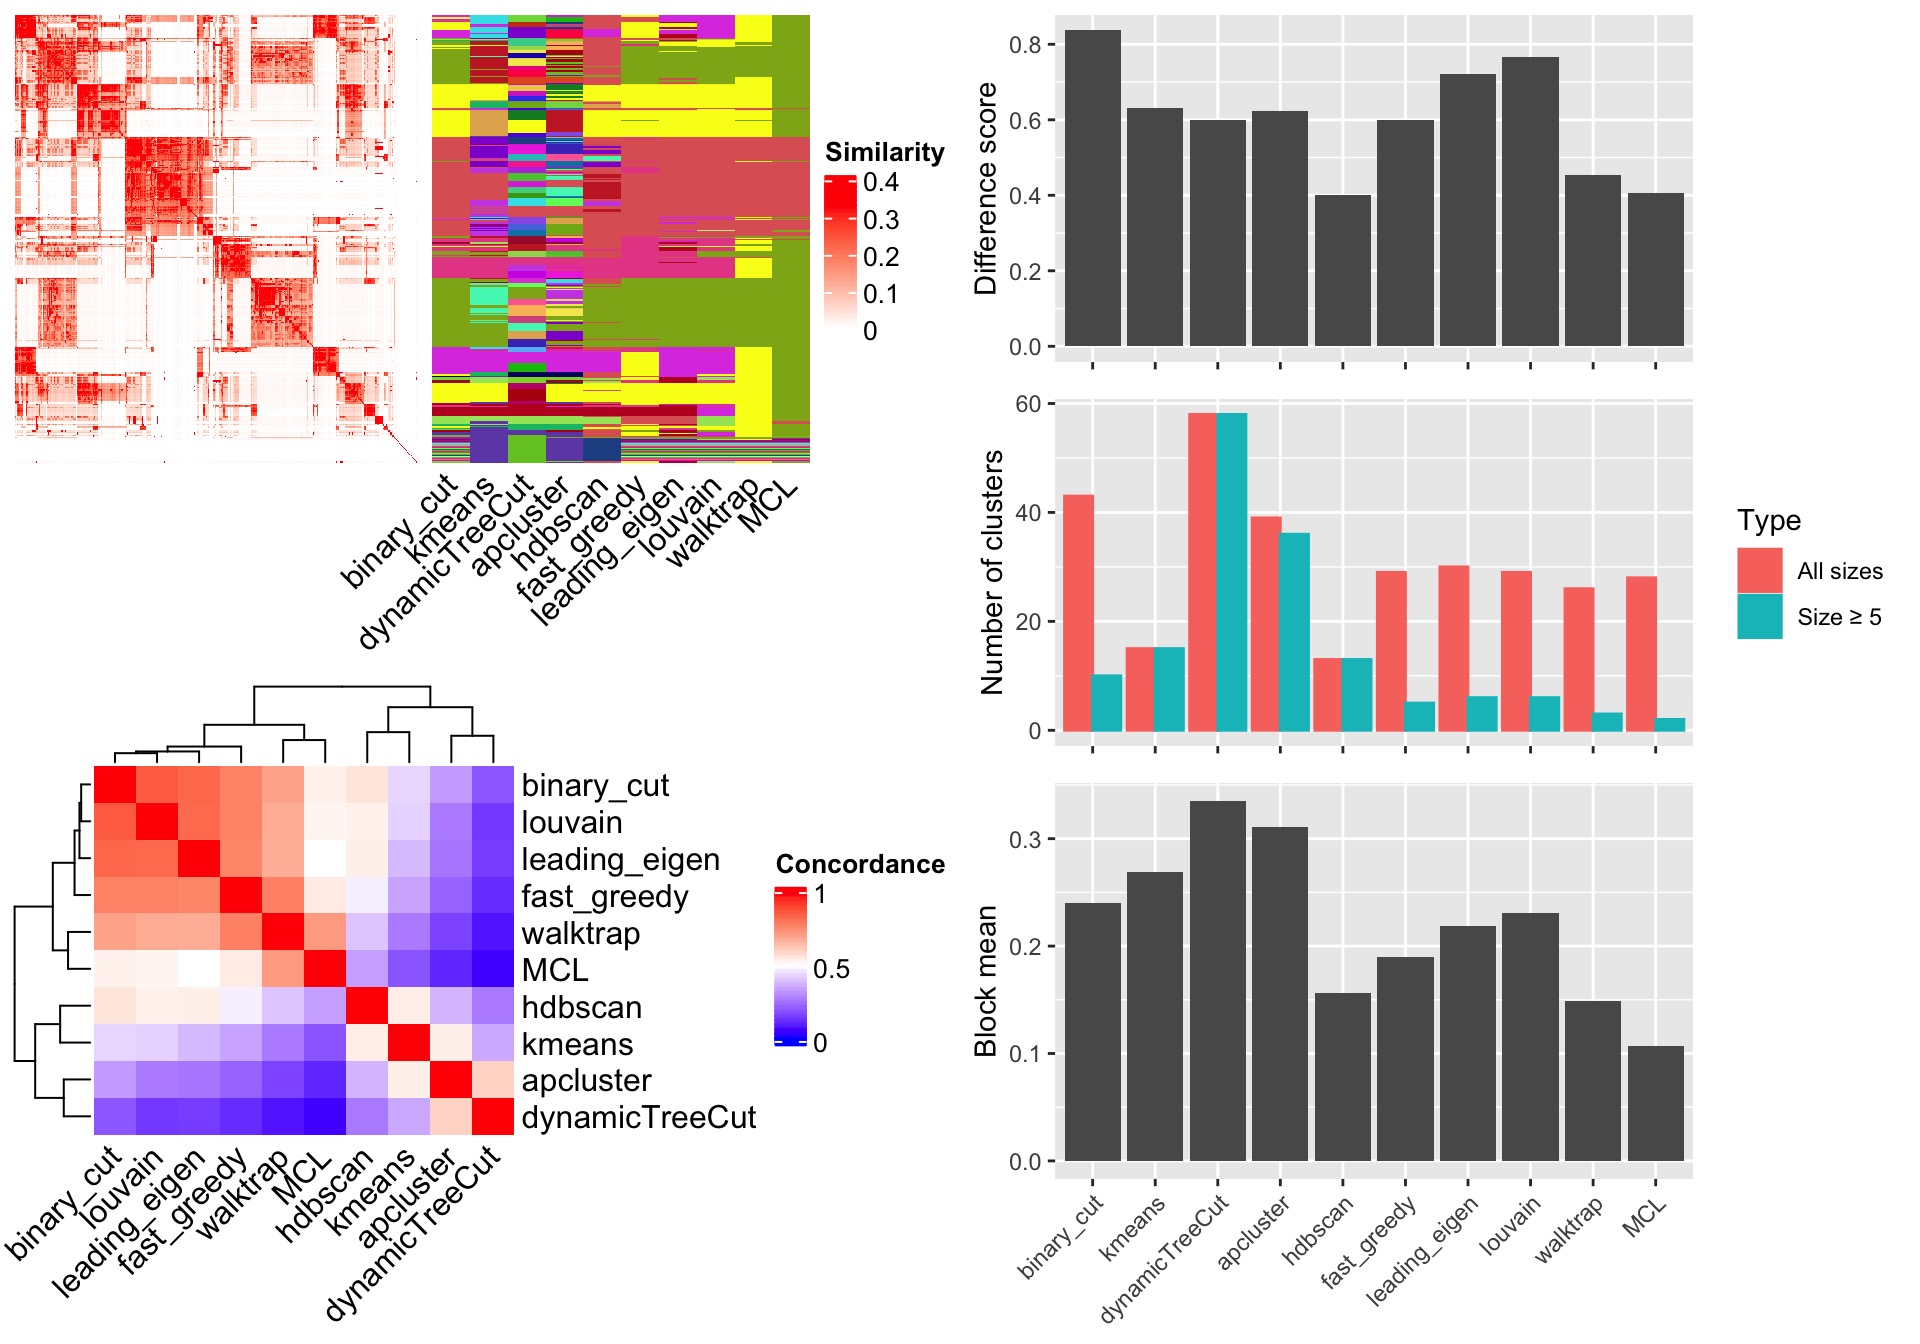 Similarity
0.4
0.3
0.2
0.1
0
binary_cut
kmeans
dynamicTreeCut
apcluster
hdbscan
fast_greedy
leading_eigen
louvain
walktrap
MCL
binary_cut
louvain
leading_eigen
fast_greedy
walktrap
MCL
hdbscan
kmeans
apcluster
dynamicTreeCut
Concordance
1
0.5
0
binary_cut
louvain
leading_eigen
fast_greedy
walktrap
MCL
hdbscan
kmeans
apcluster
dynamicTreeCut
Difference score
0.8
0.6
0.4
0.2
0.0
Number of clusters
60
40
20
0
Type
All sizes
Size ≥ 5
Block mean
0.3
0.2
0.1
0.0
binary_cut
kmeans
dynamicTreeCut
apcluster
hdbscan
fast_greedy
leading_eigen
louvain
walktrap
MCL